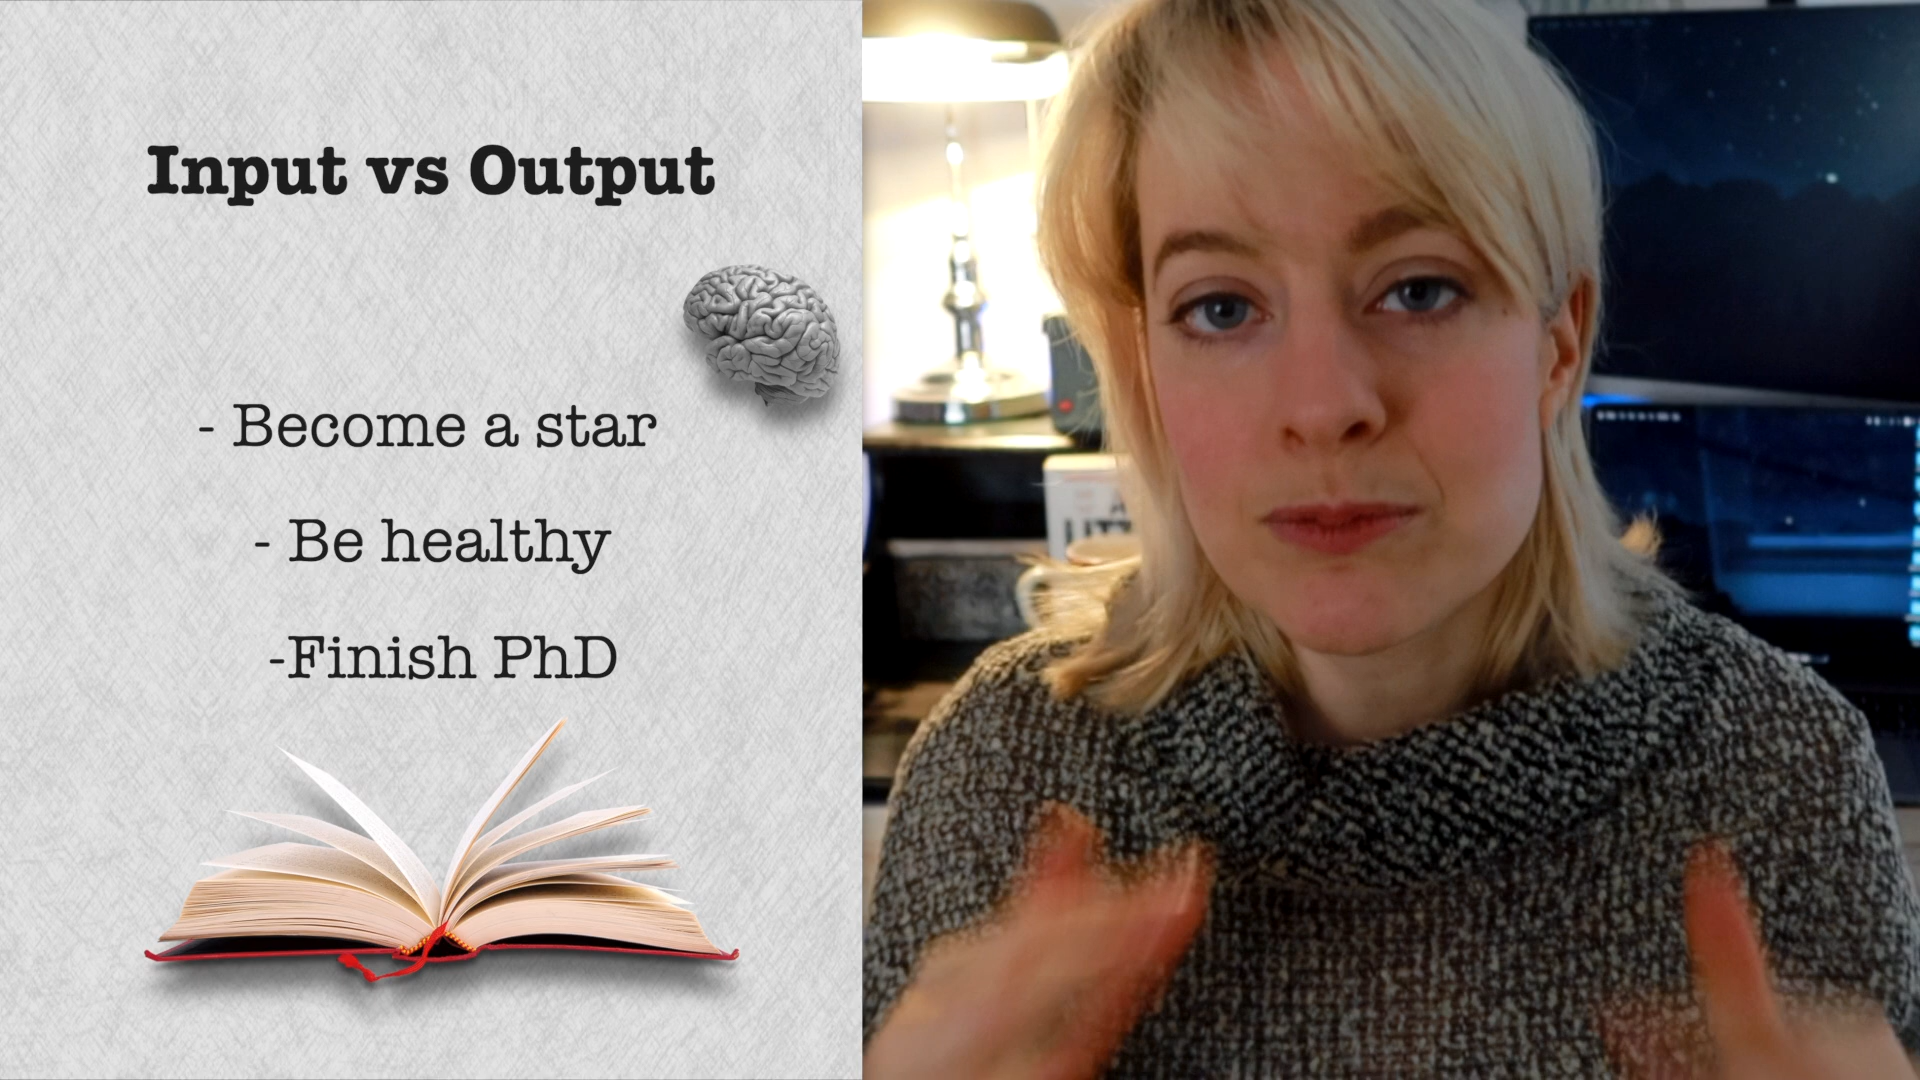 Input vs Output
- Become a star
- Be healthy
-Finish PhD